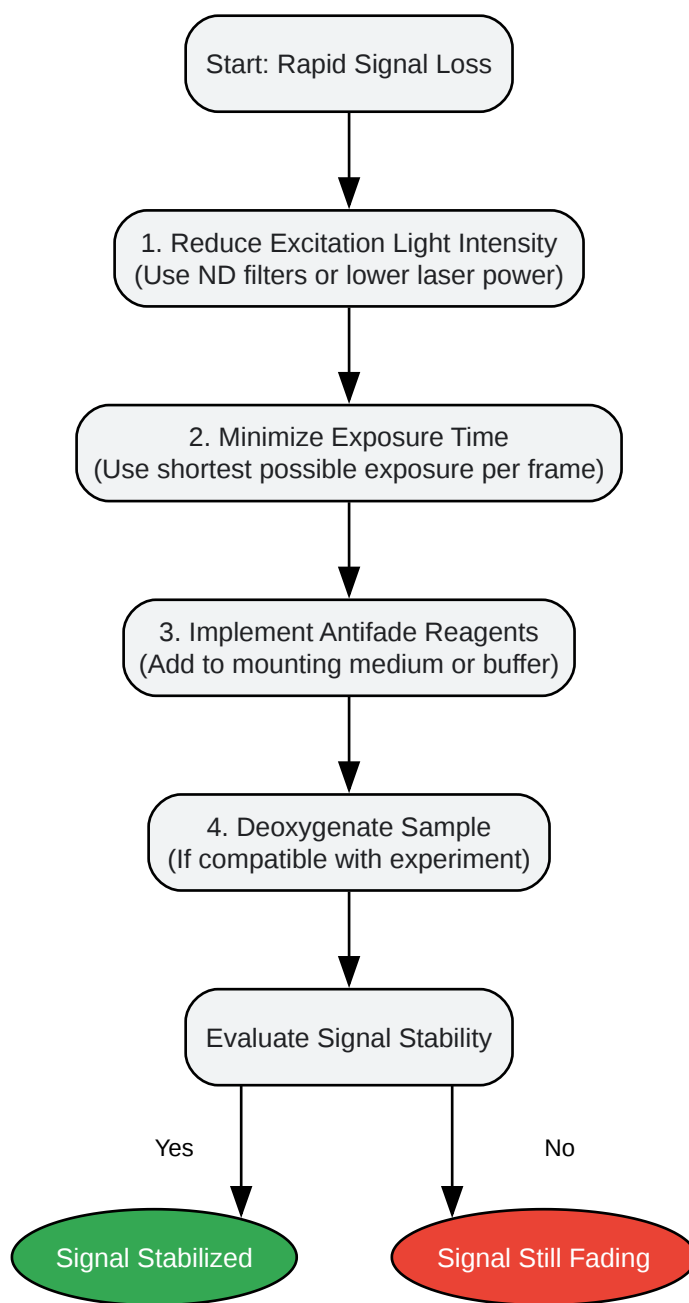 Start: Rapid Signal Loss
1. Reduce Excitation Light Intensity
(Use ND filters or lower laser power)
2. Minimize Exposure Time
(Use shortest possible exposure per frame)
3. Implement Antifade Reagents
(Add to mounting medium or buffer)
4. Deoxygenate Sample
(If compatible with experiment)
Evaluate Signal Stability
Yes
No
Signal Stabilized
Signal Still Fading